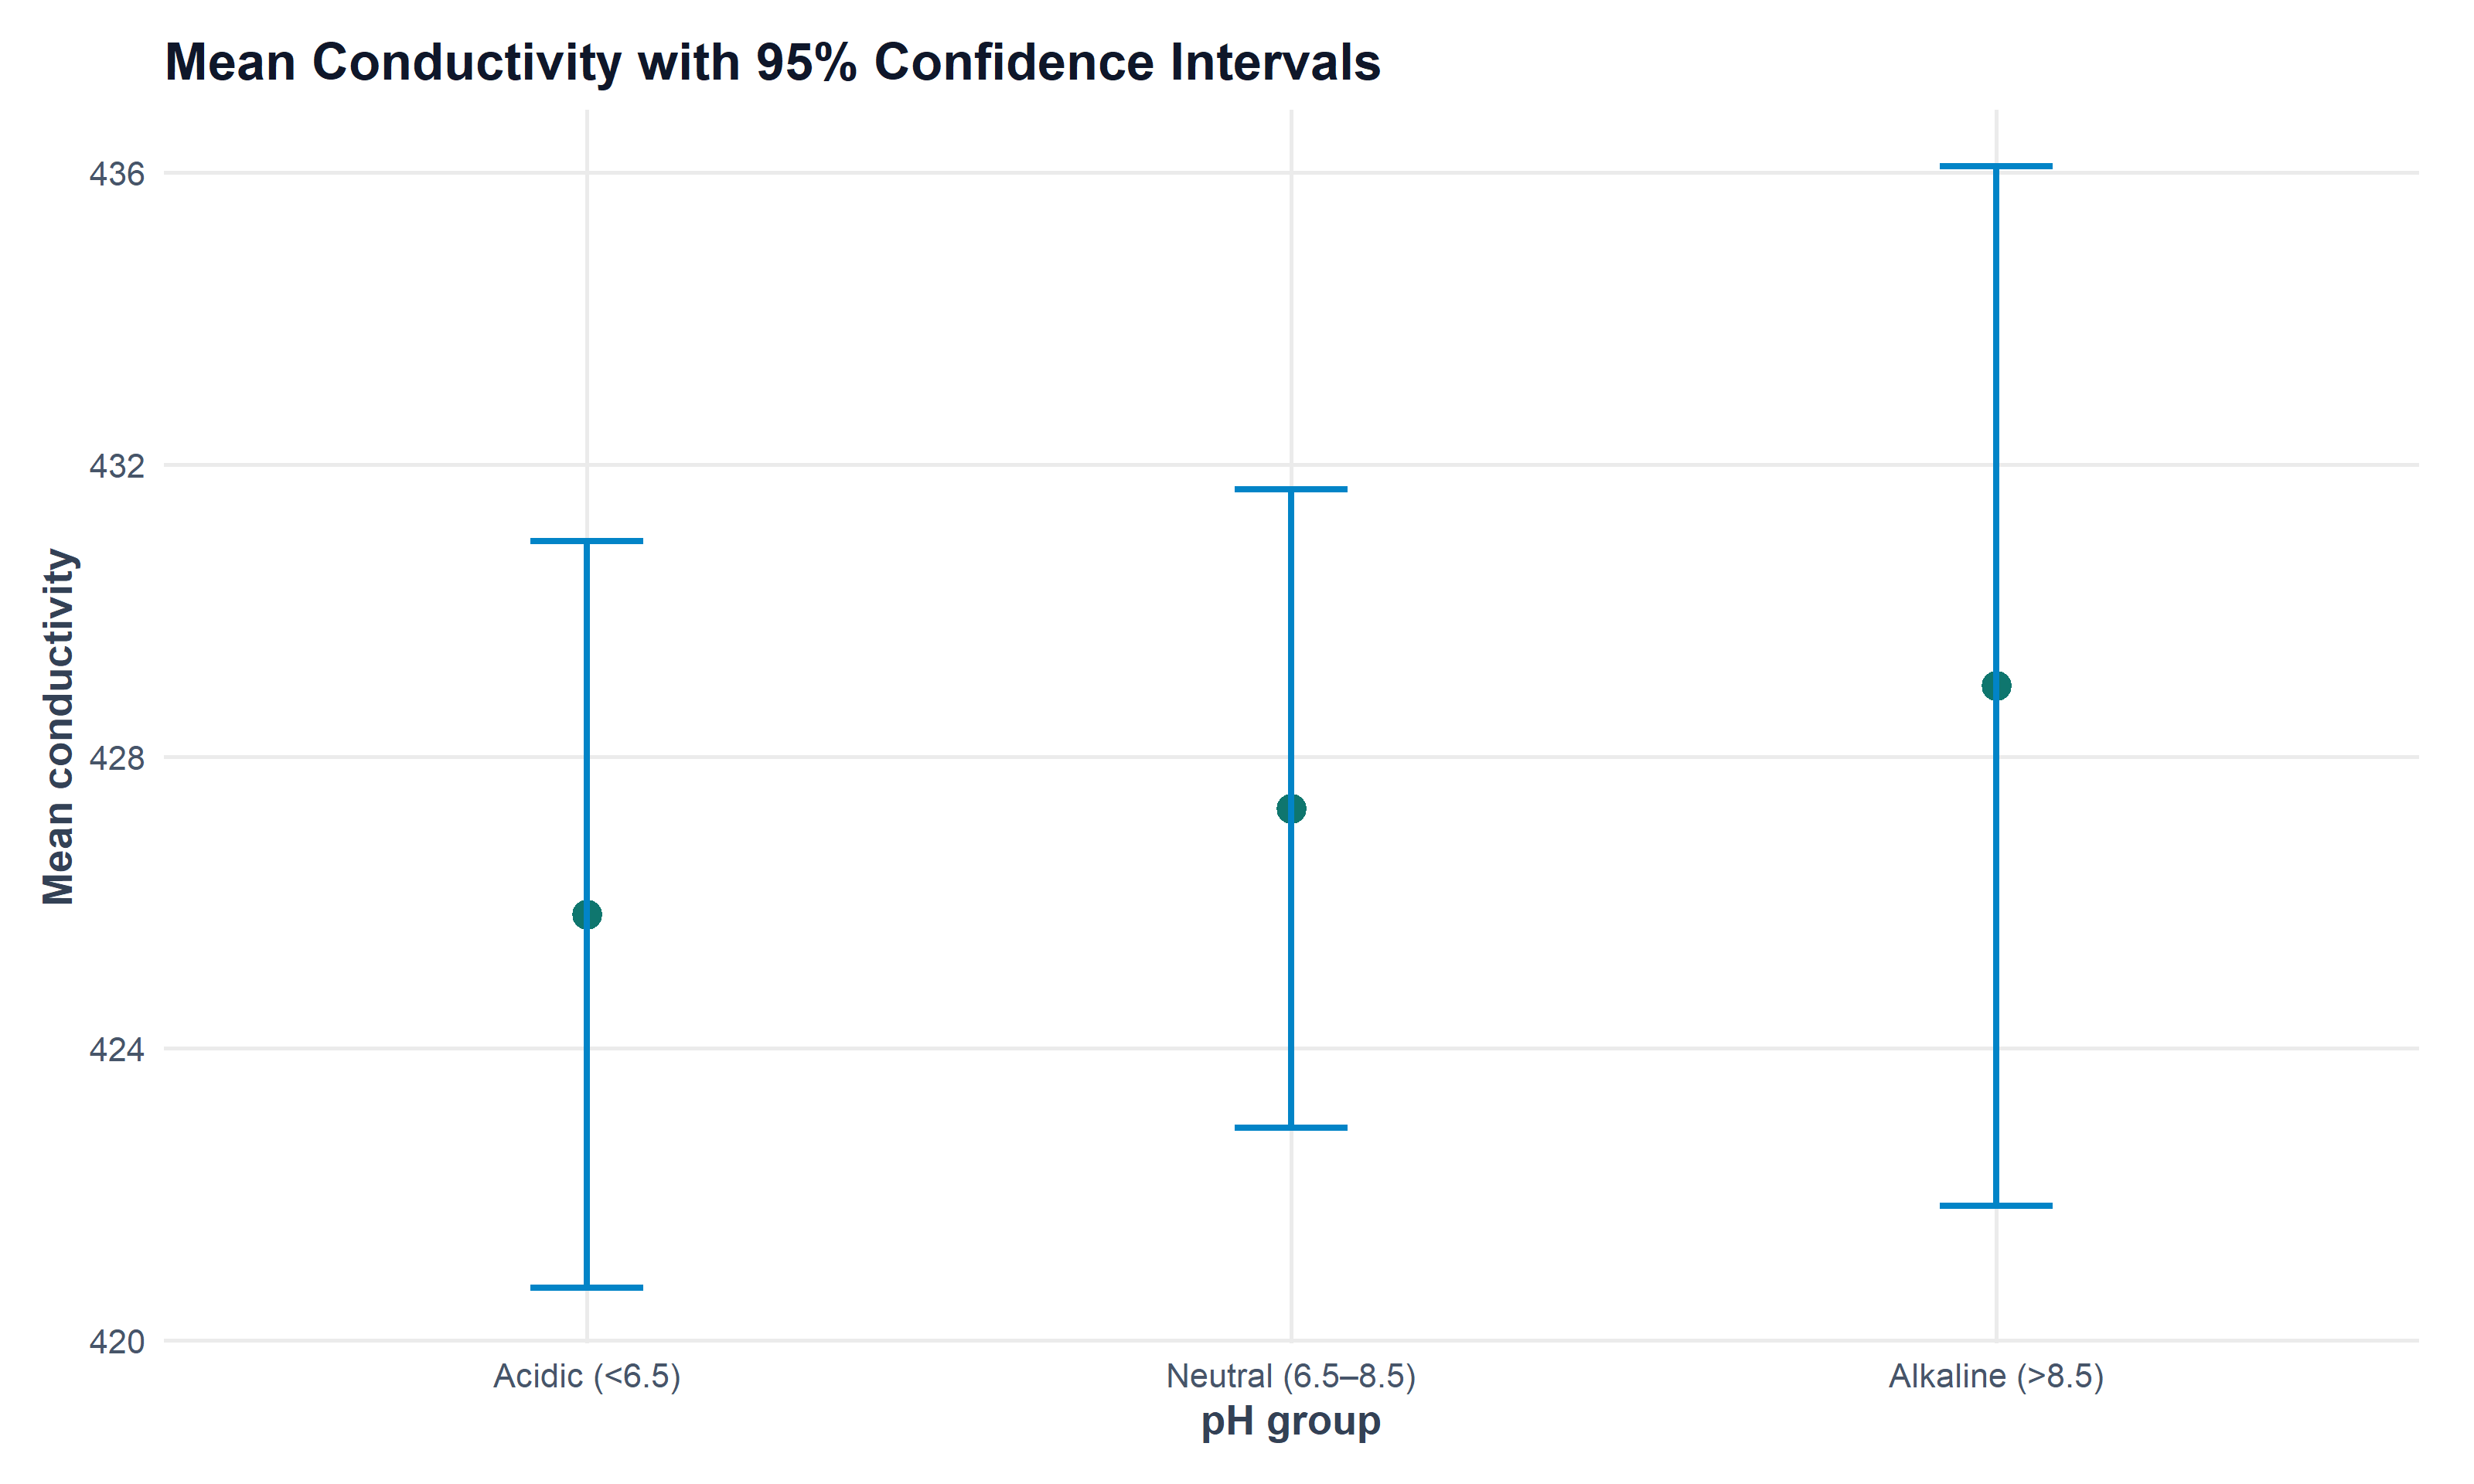 Mean Conductivity with 95% Confidence Intervals
Mean conductivity
436
432
428
424
420
Acidic (<6.5)
Neutral (6.5–8.5)
Alkaline (>8.5)
pH group